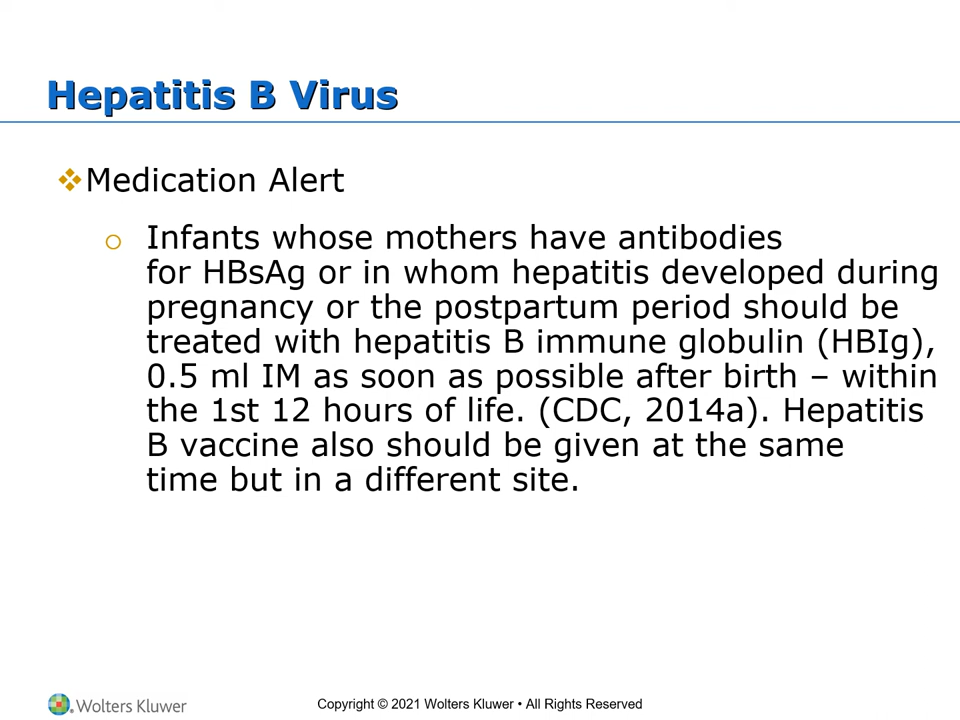 Hepatitis B Virus
Medication Alert
Infants whose mothers have antibodies
for HBsAg or in whom hepatitis developed during
pregnancy or the postpartum period should be
treated with hepatitis B immune globulin (HBIg),
0.5 ml IM as soon as possible after birth – within
the 1st 12 hours of life. (CDC, 2014a). Hepatitis
B vaccine also should be given at the same
time but in a different site.
Wolters Kluwer
Copyright © 2021 Wolters Kluwer • All Rights Reserved